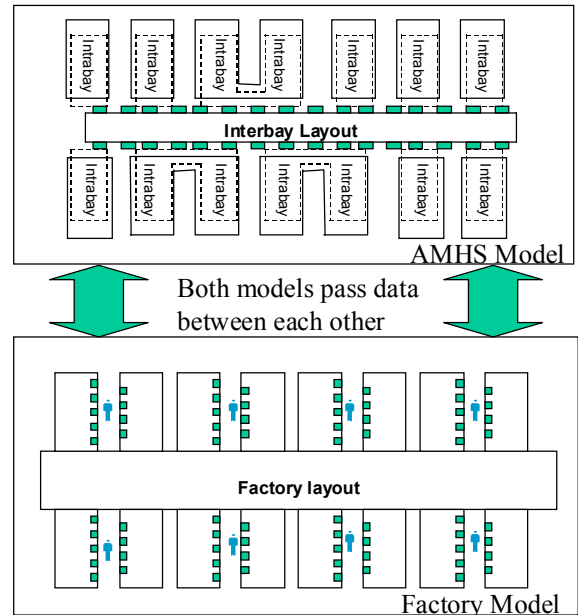 Intrabay
Intrabay
Intrabay
Intrabay
Intrabay
Intrabay
Intrabay
Interbay Layout
Intrabay
Intrabay
Intrabay
Intrabay
Intrabay
Intrabay
Intrabay
AMHS Model
Both models pass data
between each other
Factory layout
Factory Model